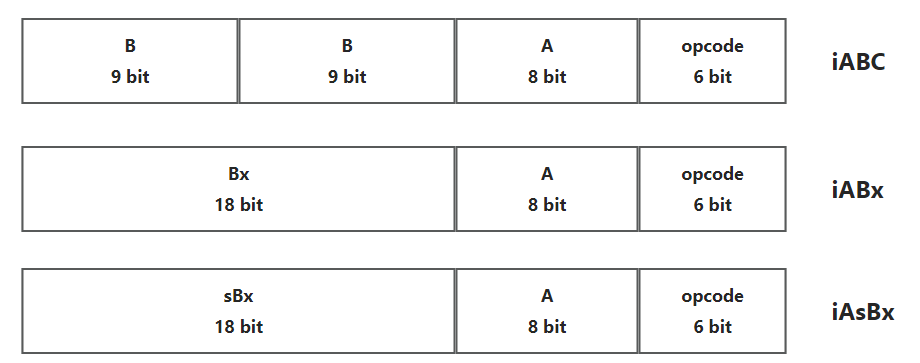 B
9 bit
B
9 bit
A
8 bit
opcode
6 bit
iABC
Bx
18 bit
A
8 bit
opcode
6 bit
iABx
sBx
18 bit
A
8 bit
opcode
6 bit
iAsBx